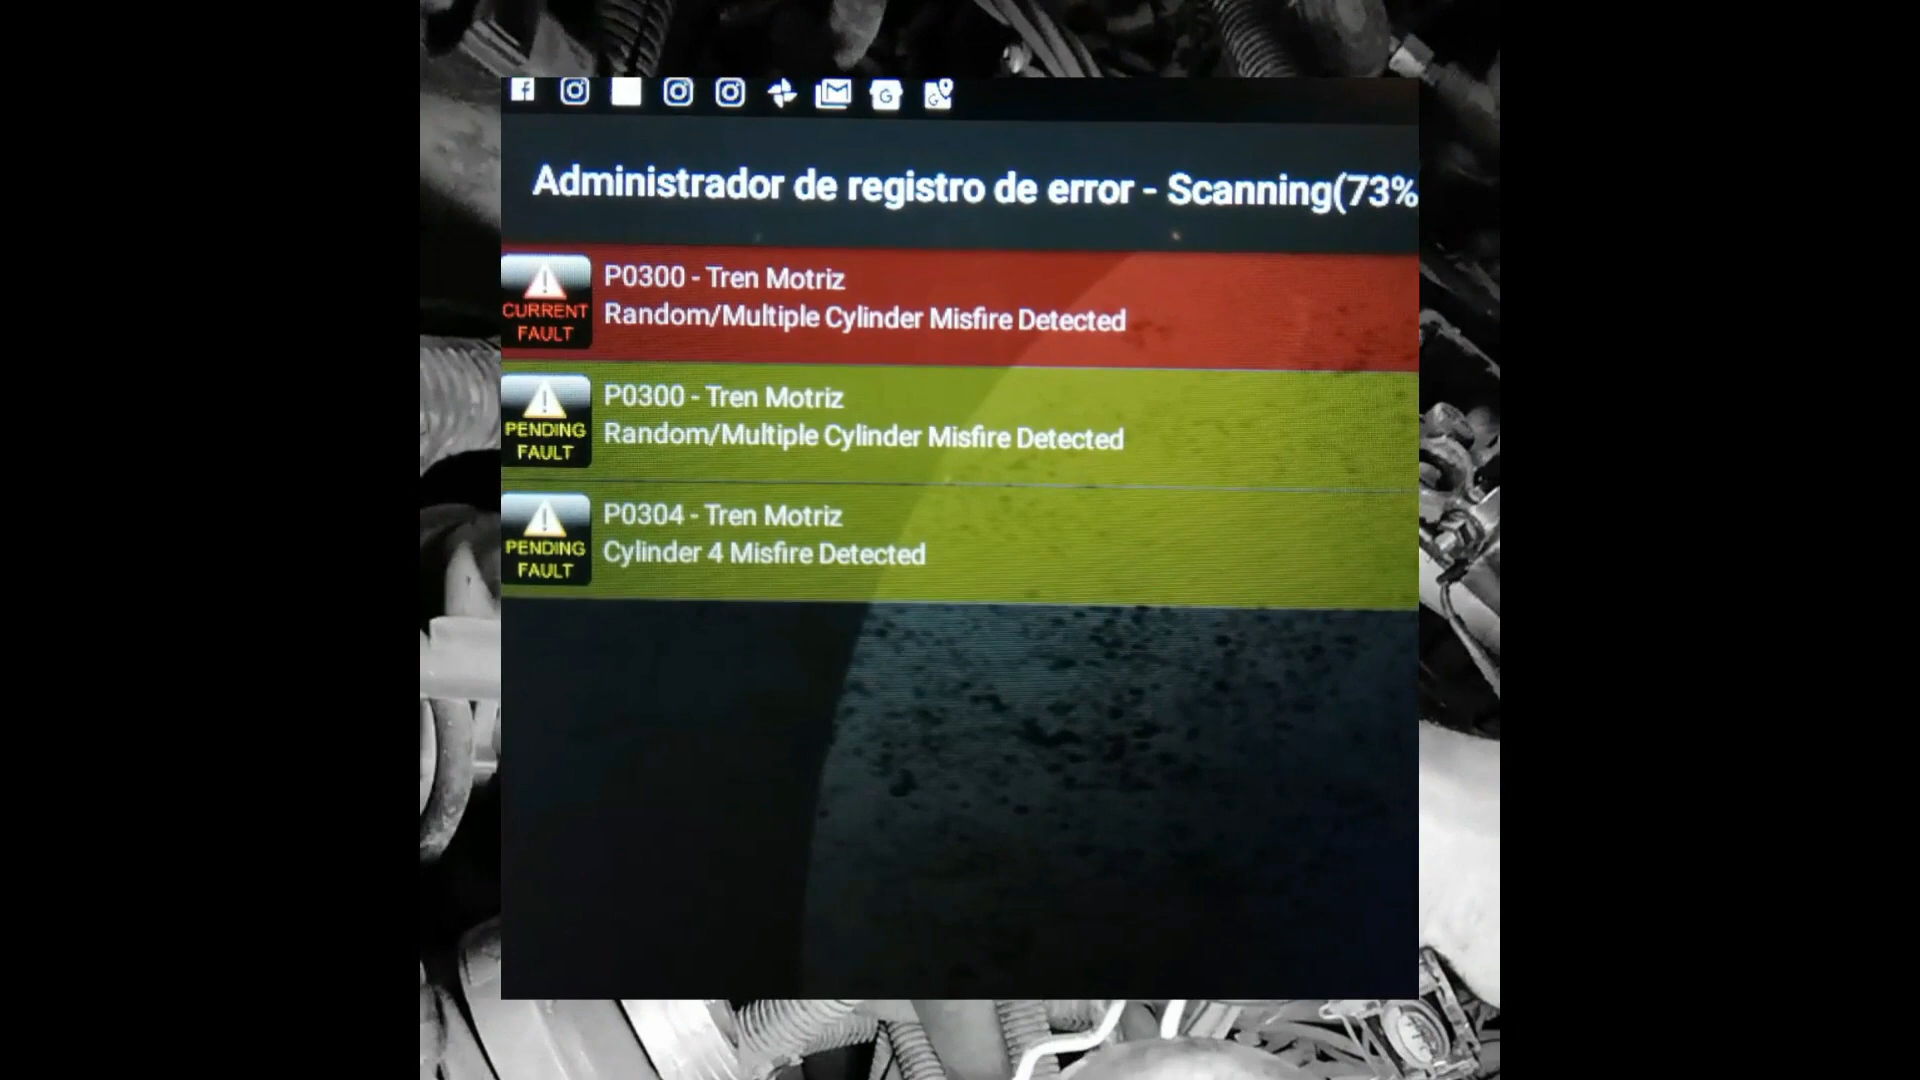 Administrador de registro de error - Scanning(73%
CURRENT
FAULT
P0300 - Tren Motriz
Random/Multiple Cylinder Misfire Detected
PENDING
FAULT
P0300 - Tren Motriz
Random/Multiple Cylinder Misfire Detected
PENDING
FAULT
P0304 - Tren Motriz
Cylinder 4 Misfire Detected